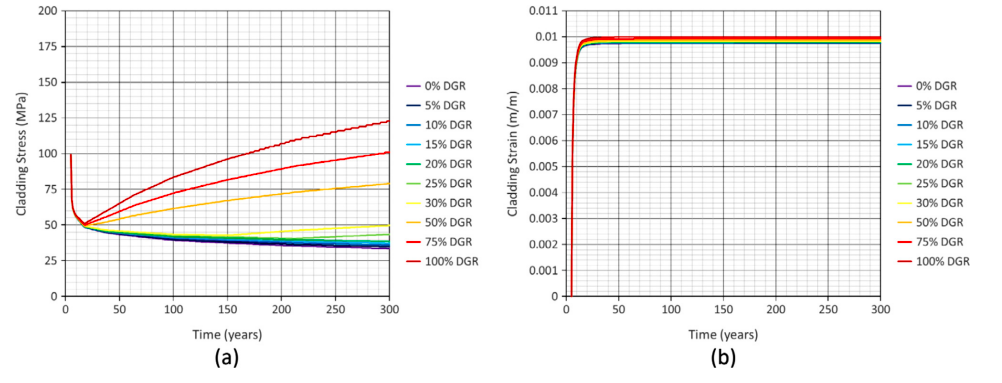 200
175
150
125
100
75
50
25
0
Cladding Stress (MPa)
0 50 100 150 200 250 300
Time (years)
0% DGR
5% DGR
10% DGR
15% DGR
20% DGR
25% DGR
30% DGR
50% DGR
75% DGR
100% DGR
(a)
0.011
0.01
0.009
0.008
0.007
0.006
0.005
0.004
0.003
0.002
0.001
0
Cladding Strain (m/m)
0 50 100 150 200 250 300
Time (years)
0% DGR
5% DGR
10% DGR
15% DGR
20% DGR
25% DGR
30% DGR
50% DGR
75% DGR
100% DGR
(b)